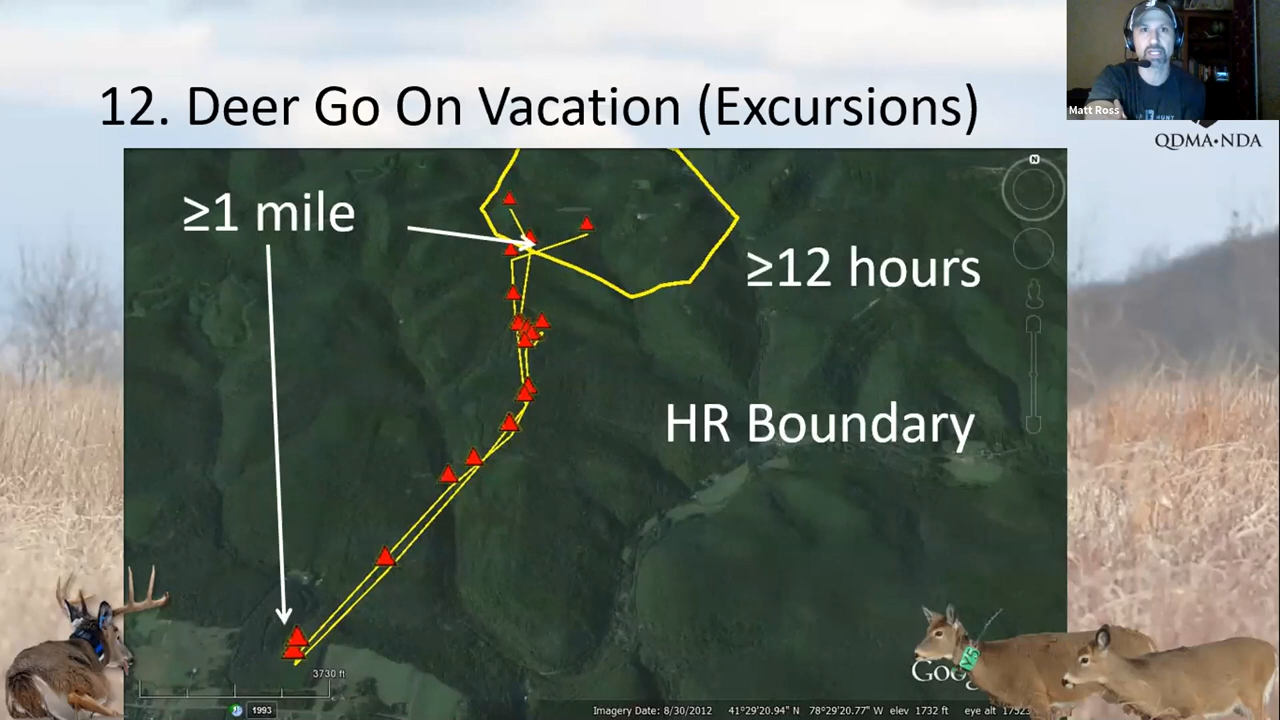 12. Deer Go On Vacation (Excursions)
Matt Ross
QDMA•NDA
N
≥1 mile
≥12 hours
HR Boundary
3730 ft
1993
Imagery Date: 8/30/2012 41°29'20.94" N 78°29'20.77" W elev 1732 ft eye alt
V5